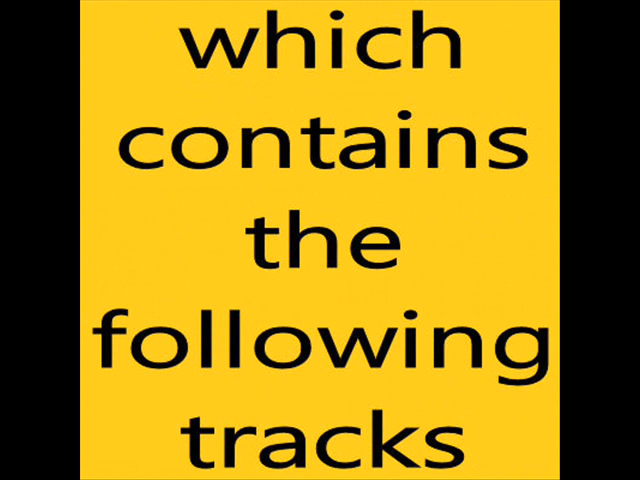 which
contains
the
following
tracks